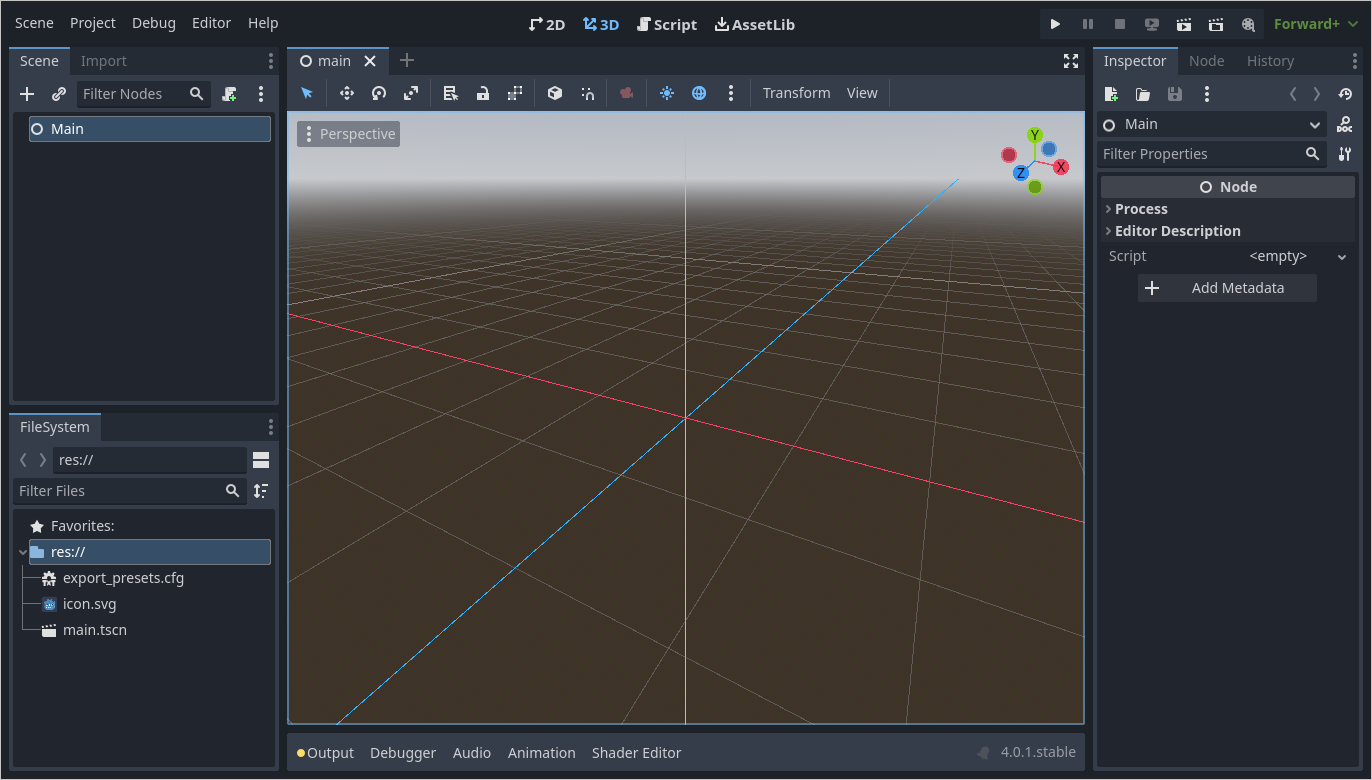 Scene Project Debug Editor Help
2D 3D Script AssetLib
Forward+
Scene Import
Filter Nodes
Main
FileSystem
res://
Filter Files
Favorites:
res://
export_presets.cfg
icon.svg
main.tscn
main
Transform View
Perspective
Y
X
Z
Output Debugger Audio Animation Shader Editor
4.0.1.stable
Inspector Node History
Main
DOC
Filter Properties
Node
Process
Editor Description
Script <empty>
Add Metadata